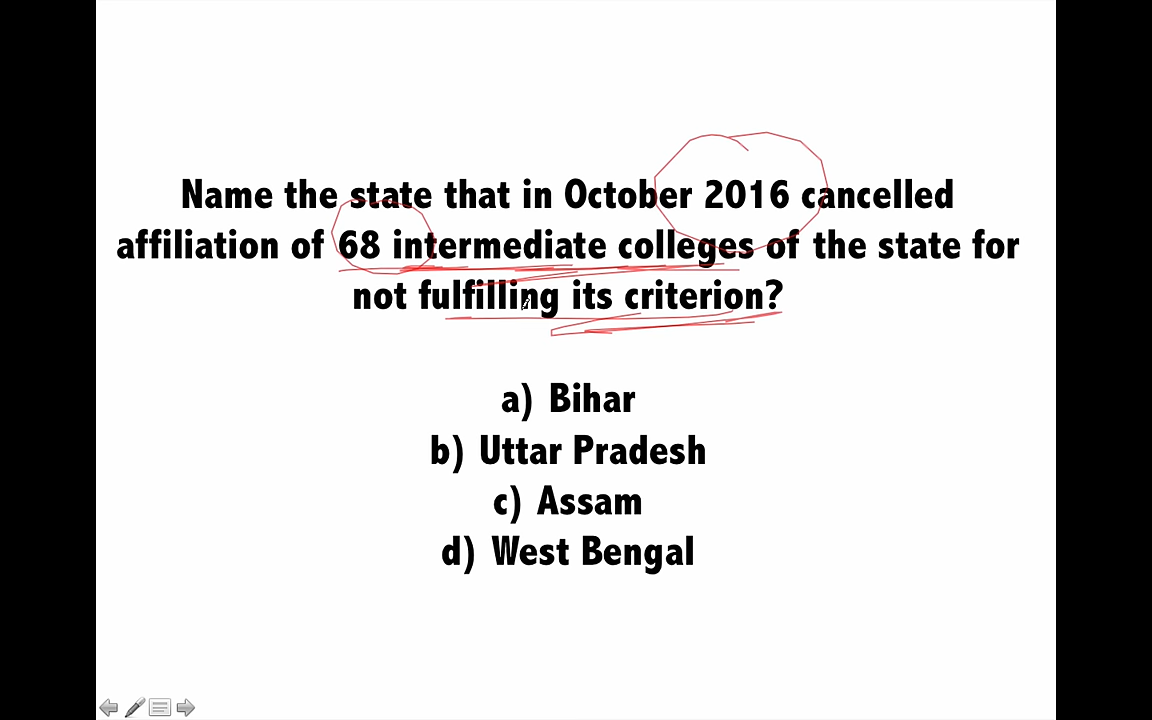 Name the state that in October 2016 cancelled
affiliation of 68 intermediate colleges of the state for
not fulfilling its criterion?
a) Bihar
b) Uttar Pradesh
c) Assam
d) West Bengal